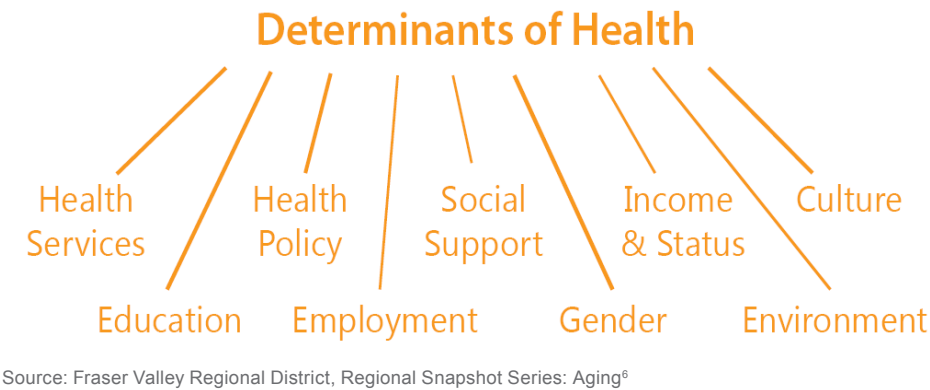 Determinants of Health
Health
Services
Health
Policy
Social
Support
Income
& Status
Culture
Education
Employment
Gender
Environment
Source: Fraser Valley Regional District, Regional Snapshot Series: Aging⁶